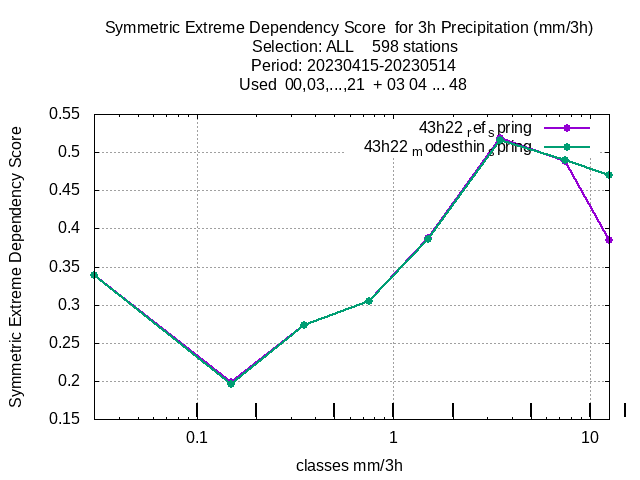 Symmetric Extreme Dependency Score  for 3h Precipitation (mm/3h)
Selection: ALL    598 stations
Period: 20230415-20230514
Used  00,03,...,21  + 03 04 ... 48
43h22 ref spring
43h22 modesthin spring
0.55
0.5
0.45
0.4
0.35
0.3
0.25
0.2
0.15
Symmetric Extreme Dependency Score
0.1
1
10
classes mm/3h